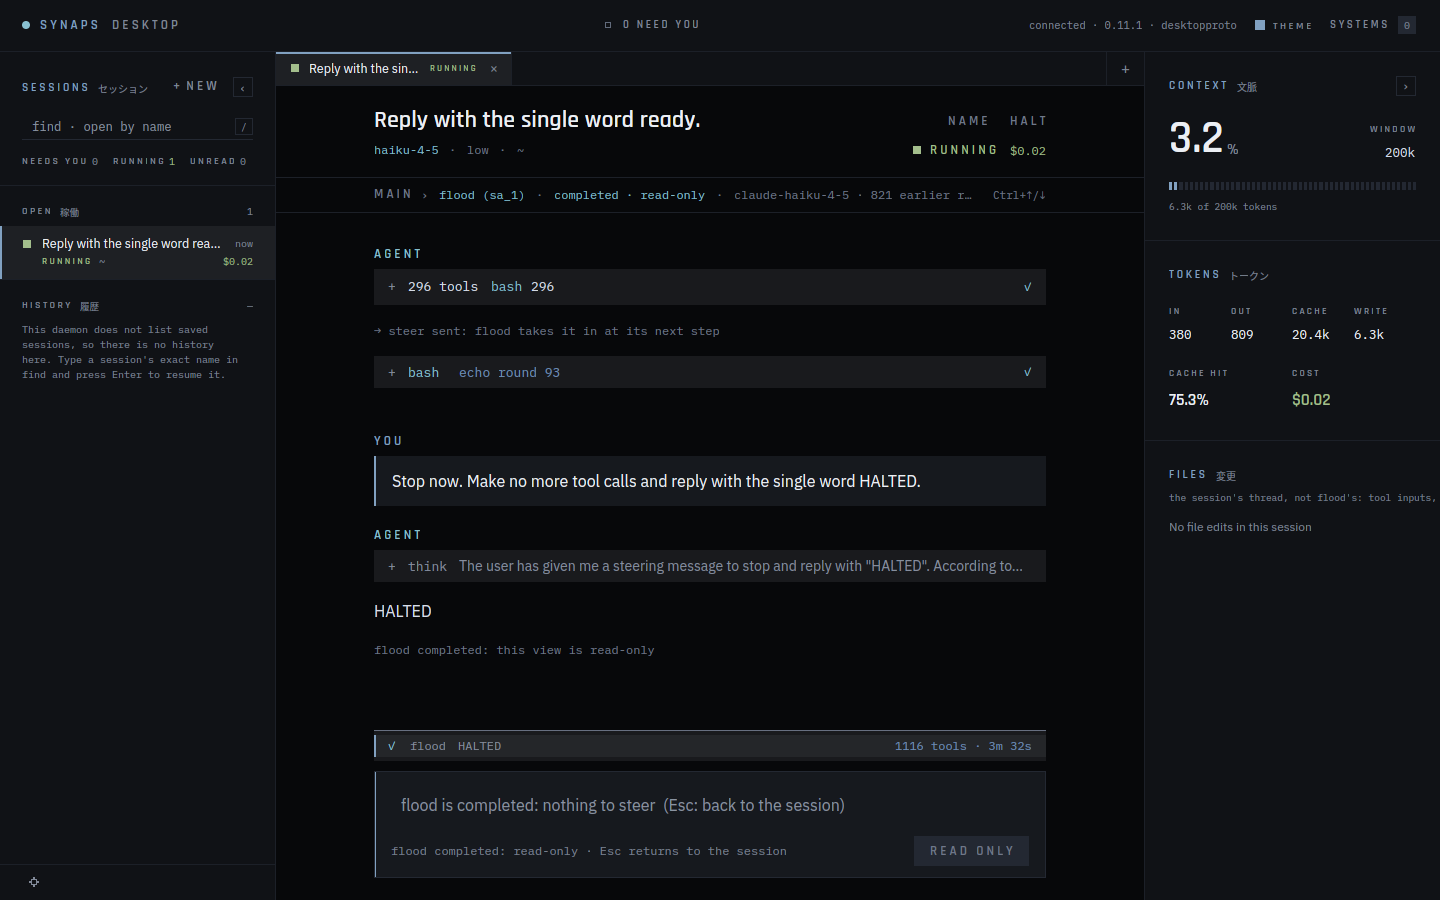 SYNAPS DESKTOP
0 NEED YOU
connected · 0.11.1 · desktopproto
THEME
SYSTEMS 0
SESSIONS セッション
+ NEW
‹
find · open by name /
NEEDS YOU 0 RUNNING 1 UNREAD 0
OPEN 稼働 1
Reply with the single word rea... now
RUNNING ~ $0.02
HISTORY 履歴 —
This daemon does not list saved
sessions, so there is no history
here. Type a session's exact name in
find and press Enter to resume it.
Reply with the sin... RUNNING ×
+
Reply with the single word ready.
NAME HALT
haiku-4-5 · low · ~
RUNNING $0.02
MAIN › flood (sa_1) · completed · read-only · claude-haiku-4-5 · 821 earlier r… Ctrl+↑/↓
AGENT
+ 296 tools bash 296 ✓
→ steer sent: flood takes it in at its next step
+ bash echo round 93 ✓
YOU
Stop now. Make no more tool calls and reply with the single word HALTED.
AGENT
+ think The user has given me a steering message to stop and reply with "HALTED". According to...
HALTED
flood completed: this view is read-only
✓ flood HALTED 1116 tools · 3m 32s
flood is completed: nothing to steer (Esc: back to the session)
flood completed: read-only · Esc returns to the session
READ ONLY
CONTEXT 文脈
›
3.2 %
WINDOW
200k
6.3k of 200k tokens
TOKENS トークン
IN OUT CACHE WRITE
380 809 20.4k 6.3k
CACHE HIT COST
75.3% $0.02
FILES 変更
the session's thread, not flood's: tool inputs,
No file edits in this session